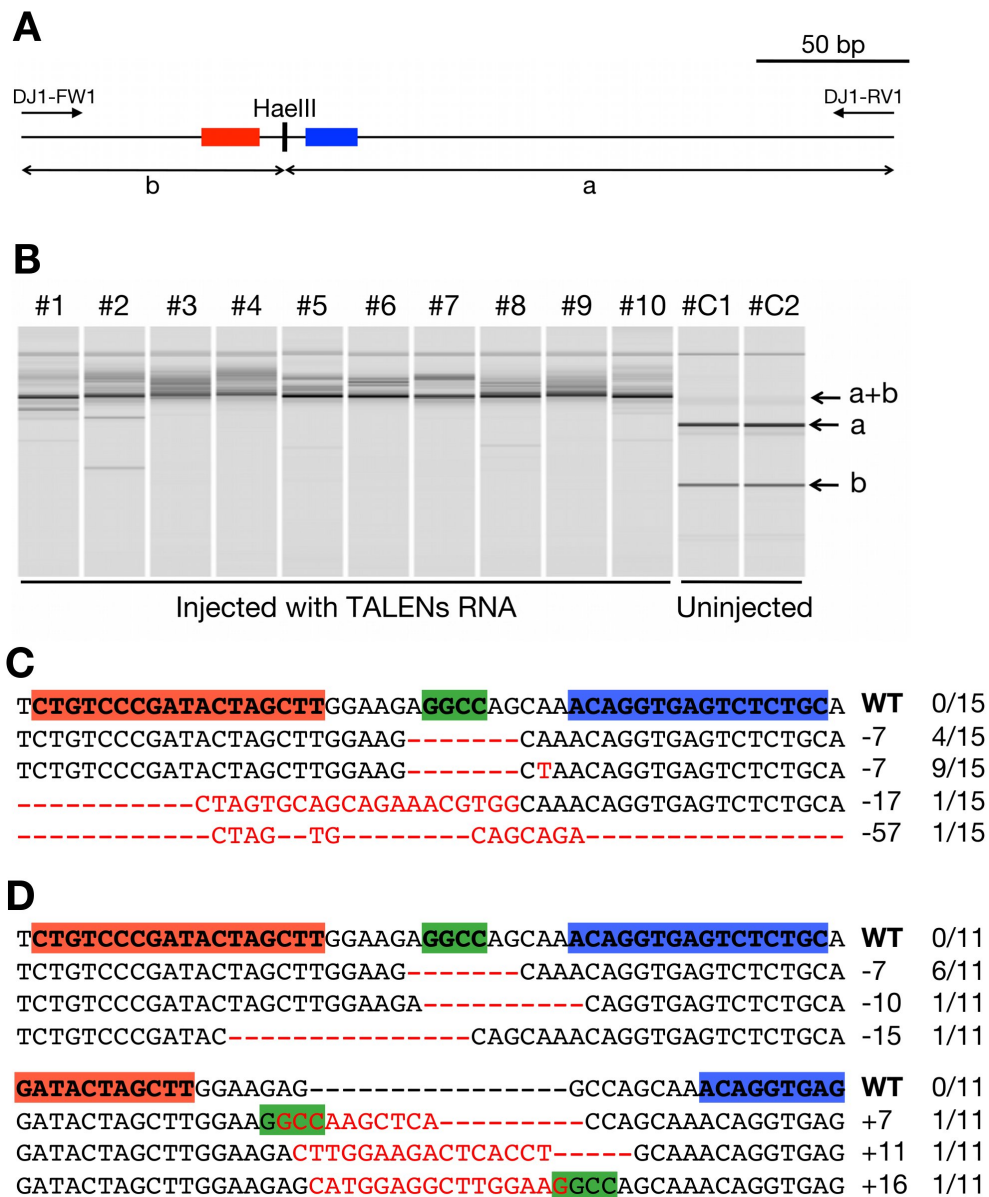 A
50 bp
DJ1-FW1
DJ1-RV1
HaeIII
b
a
B
#1 #2 #3 #4 #5 #6 #7 #8 #9 #10 #C1 #C2
a+b
a
b
Injected with TALENs RNA
Uninjected
C
TCTGTCCCGATACTAGCTTGGAAGAGGCCAGCAAACAGGTGAGTCTCTGCA WT 0/15
TCTGTCCCGATACTAGCTTGGAAG-------CAAACAGGTGAGTCTCTGCA -7 4/15
TCTGTCCCGATACTAGCTTGGAAG-------CTAACAGGTGAGTCTCTGCA -7 9/15
-----------CTAGTGCAGCAGAAACGTGGCAAACAGGTGAGTCTCTGCA -17 1/15
------------CTAG--TG--------CAGCAGA---------------- -57 1/15
D
TCTGTCCCGATACTAGCTTGGAAGAGGCCAGCAAACAGGTGAGTCTCTGCA WT 0/11
TCTGTCCCGATACTAGCTTGGAAG-------CAAACAGGTGAGTCTCTGCA -7 6/11
TCTGTCCCGATACTAGCTTGGAAGA----------CAGGTGAGTCTCTGCA -10 1/11
TCTGTCCCGATAC---------------CAGCAAACAGGTGAGTCTCTGCA -15 1/11
GATACTAGCTTGGAAGAG----------------GCCAGCAAACAGGTGAG WT 0/11
GATACTAGCTTGGAAGGCCAAGCTCA---------CCAGCAAACAGGTGAG +7 1/11
GATACTAGCTTGGAAGACTTGGAAGACTCACCT-----GCAAACAGGTGAG +11 1/11
GATACTAGCTTGGAAGAGCATGGAGGCTTGGAAGGCCAGCAAACAGGTGAG +16 1/11